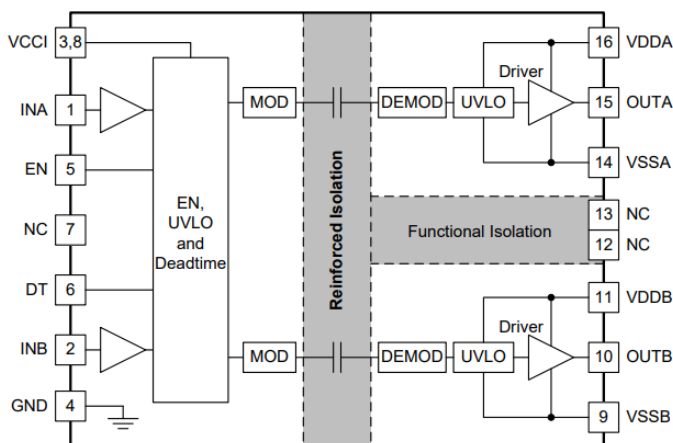 VCCI 3,8
INA 1
EN 5
NC 7
DT 6
INB 2
GND 4
EN,
UVLO
and
Deadtime
MOD
MOD
Reinforced Isolation
DEMOD
UVLO
Driver
16 VDDA
15 OUTA
14 VSSA
Functional Isolation
13 NC
12 NC
DEMOD
UVLO
Driver
11 VDDB
10 OUTB
9 VSSB